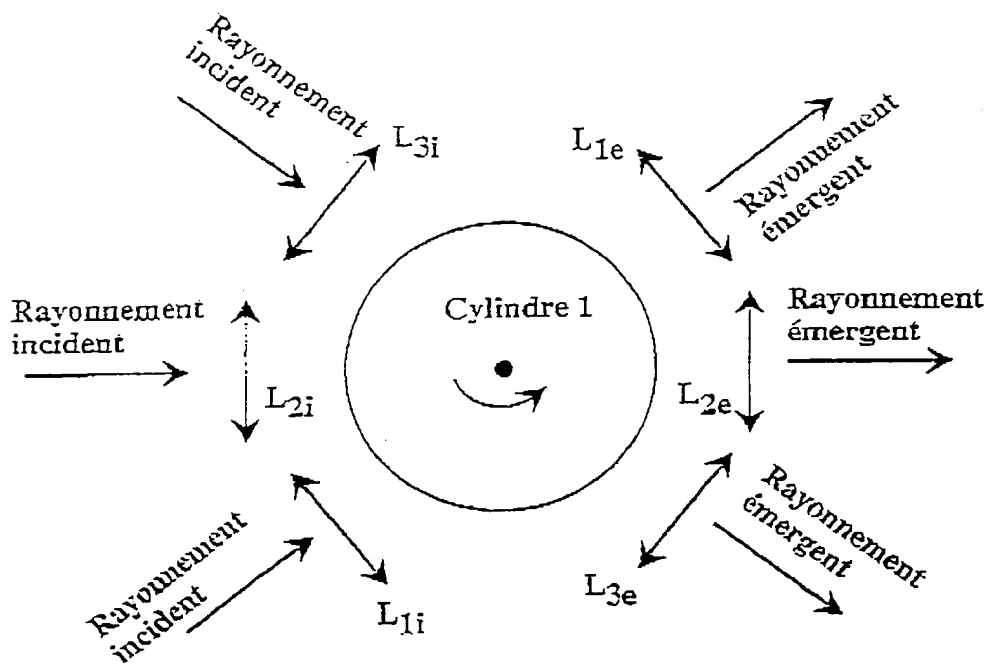 Rayonnement
incident
L3i
L1e
Rayonnement
émergent
Rayonnement
incident
Cylindre 1
Rayonnement
émergent
L2i
L2e
Rayonnement
incident
L1i
L3e
Rayonnement
émergent